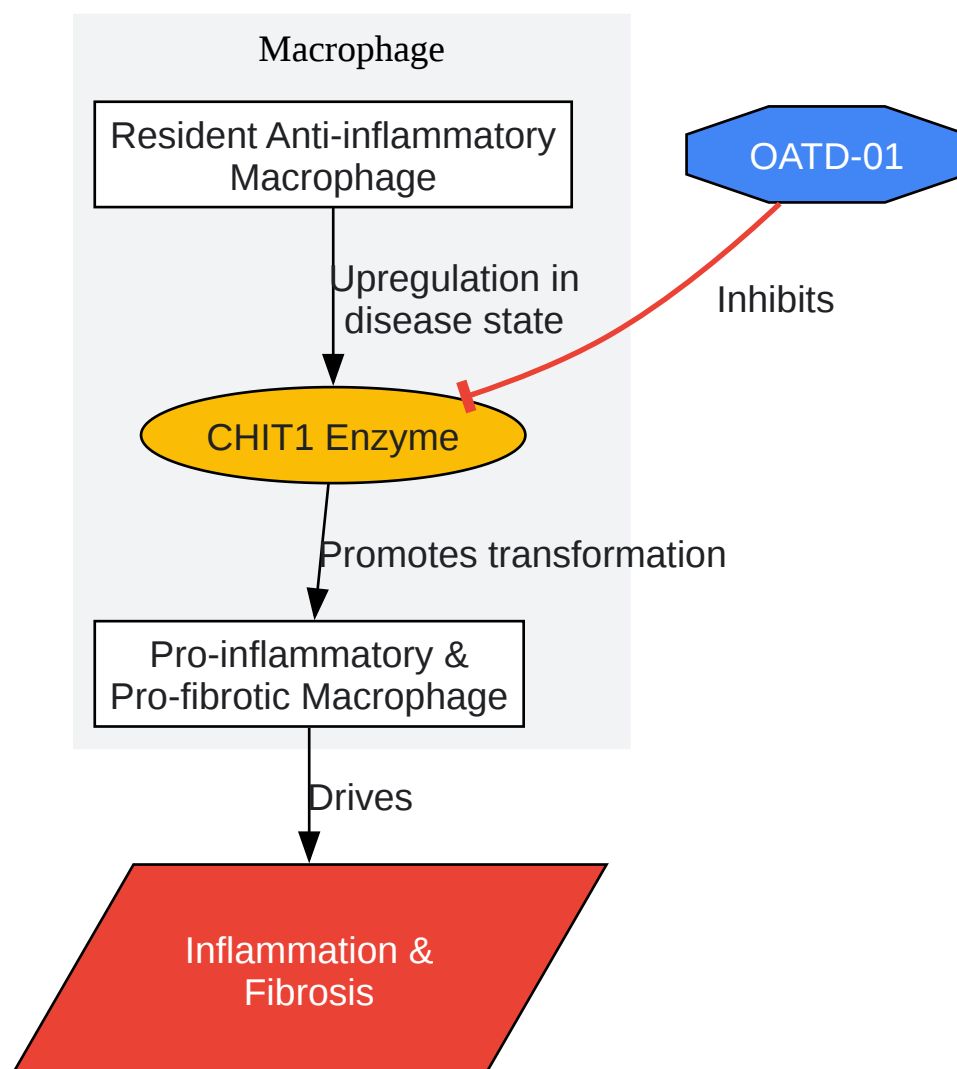 Macrophage
Resident Anti-inflammatory
Macrophage
OATD-01
Upregulation in
disease state
Inhibits
CHIT1 Enzyme
Promotes transformation
Pro-inflammatory &
Pro-fibrotic Macrophage
Drives
Inflammation &
Fibrosis